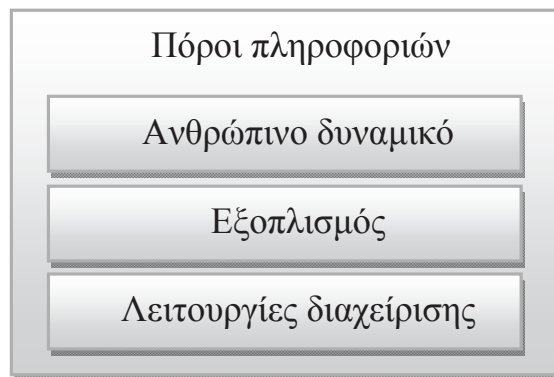 Πόροι πληροφοριών
Ανθρώπινο δυναμικό
Εξοπλισμός
Λειτουργίες διαχείρισης